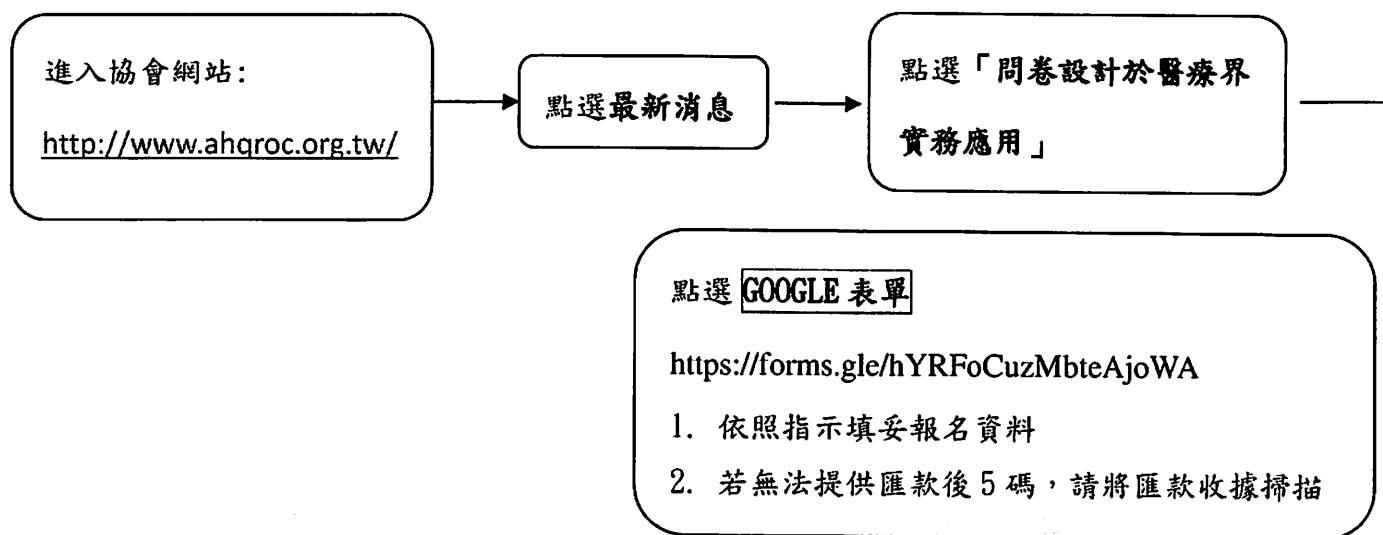 進入協會網站:
http://www.ahqroc.org.tw/
點選最新消息
點選「問卷設計於醫療界
實務應用」
點選 GOOGLE 表單
https://forms.gle/hYRFoCuzMbteAjoWA
1. 依照指示填妥報名資料
2. 若無法提供匯款後 5 碼，請將匯款收據掃描